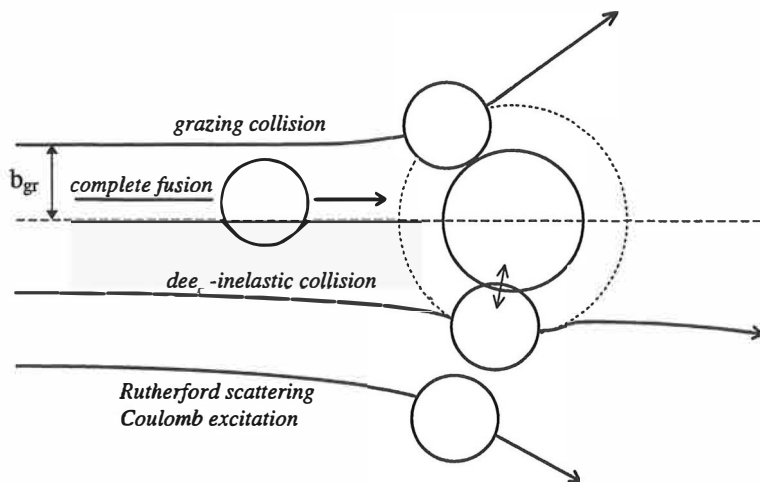 grazing collision
b_gr
complete fusion
-inelastic collision
Rutherford scattering
Coulomb excitation